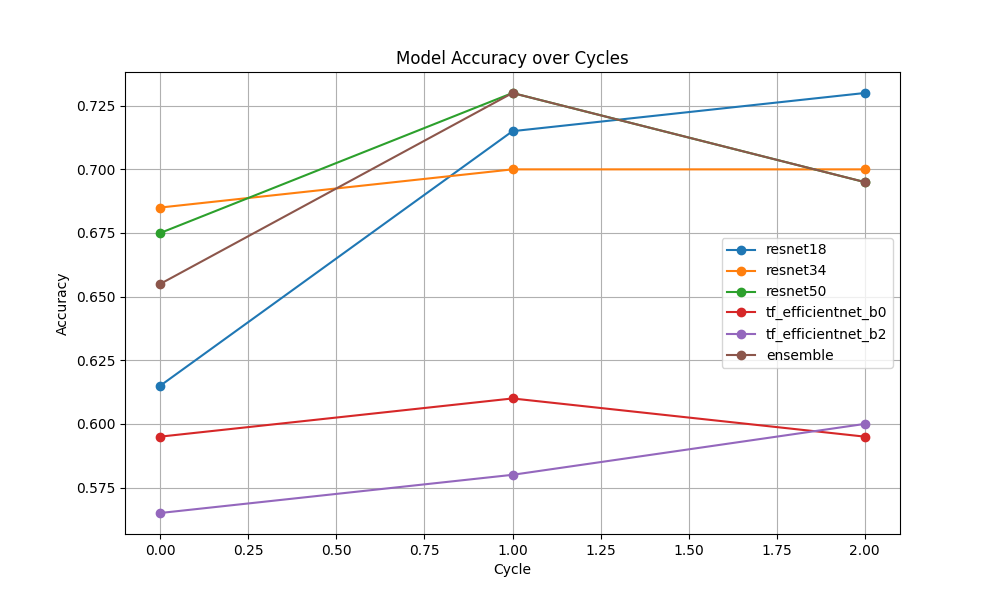 Model Accuracy over Cycles
Accuracy
0.725
0.700
0.675
0.650
0.625
0.600
0.575
resnet18
resnet34
resnet50
tf_efficientnet_b0
tf_efficientnet_b2
ensemble
0.00 0.25 0.50 0.75 1.00 1.25 1.50 1.75 2.00
Cycle